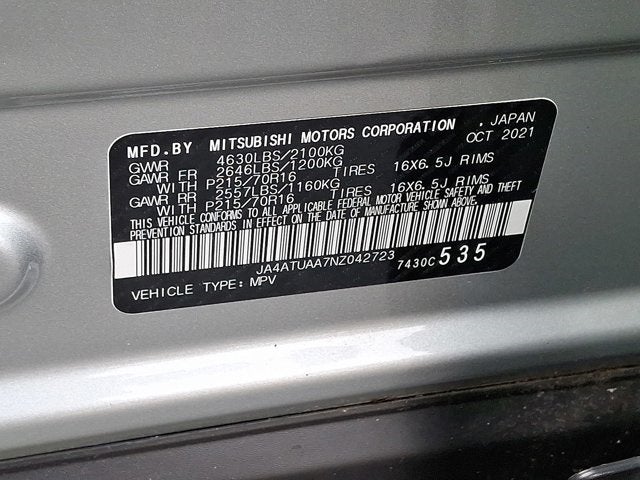 MFD.BY MITSUBISHI MOTORS CORPORATION . JAPAN
GVWR 4630LBS/2100KG OCT 2021
GAWR FR 2646LBS/1200KG
WITH P215/70R16 TIRES 16X6.5J RIMS
GAWR RR 2557LBS/1160KG
WITH P215/70R16 TIRES 16X6.5J RIMS
THIS VEHICLE CONFORMS TO ALL APPLICABLE FEDERAL MOTOR VEHICLE SAFETY AND THEFT
PREVENTION STANDARDS IN EFFECT ON THE DATE OF MANUFACTURE SHOWN ABOVE.
JA4ATUAA7NZ042723 7430C 535
VEHICLE TYPE: MPV